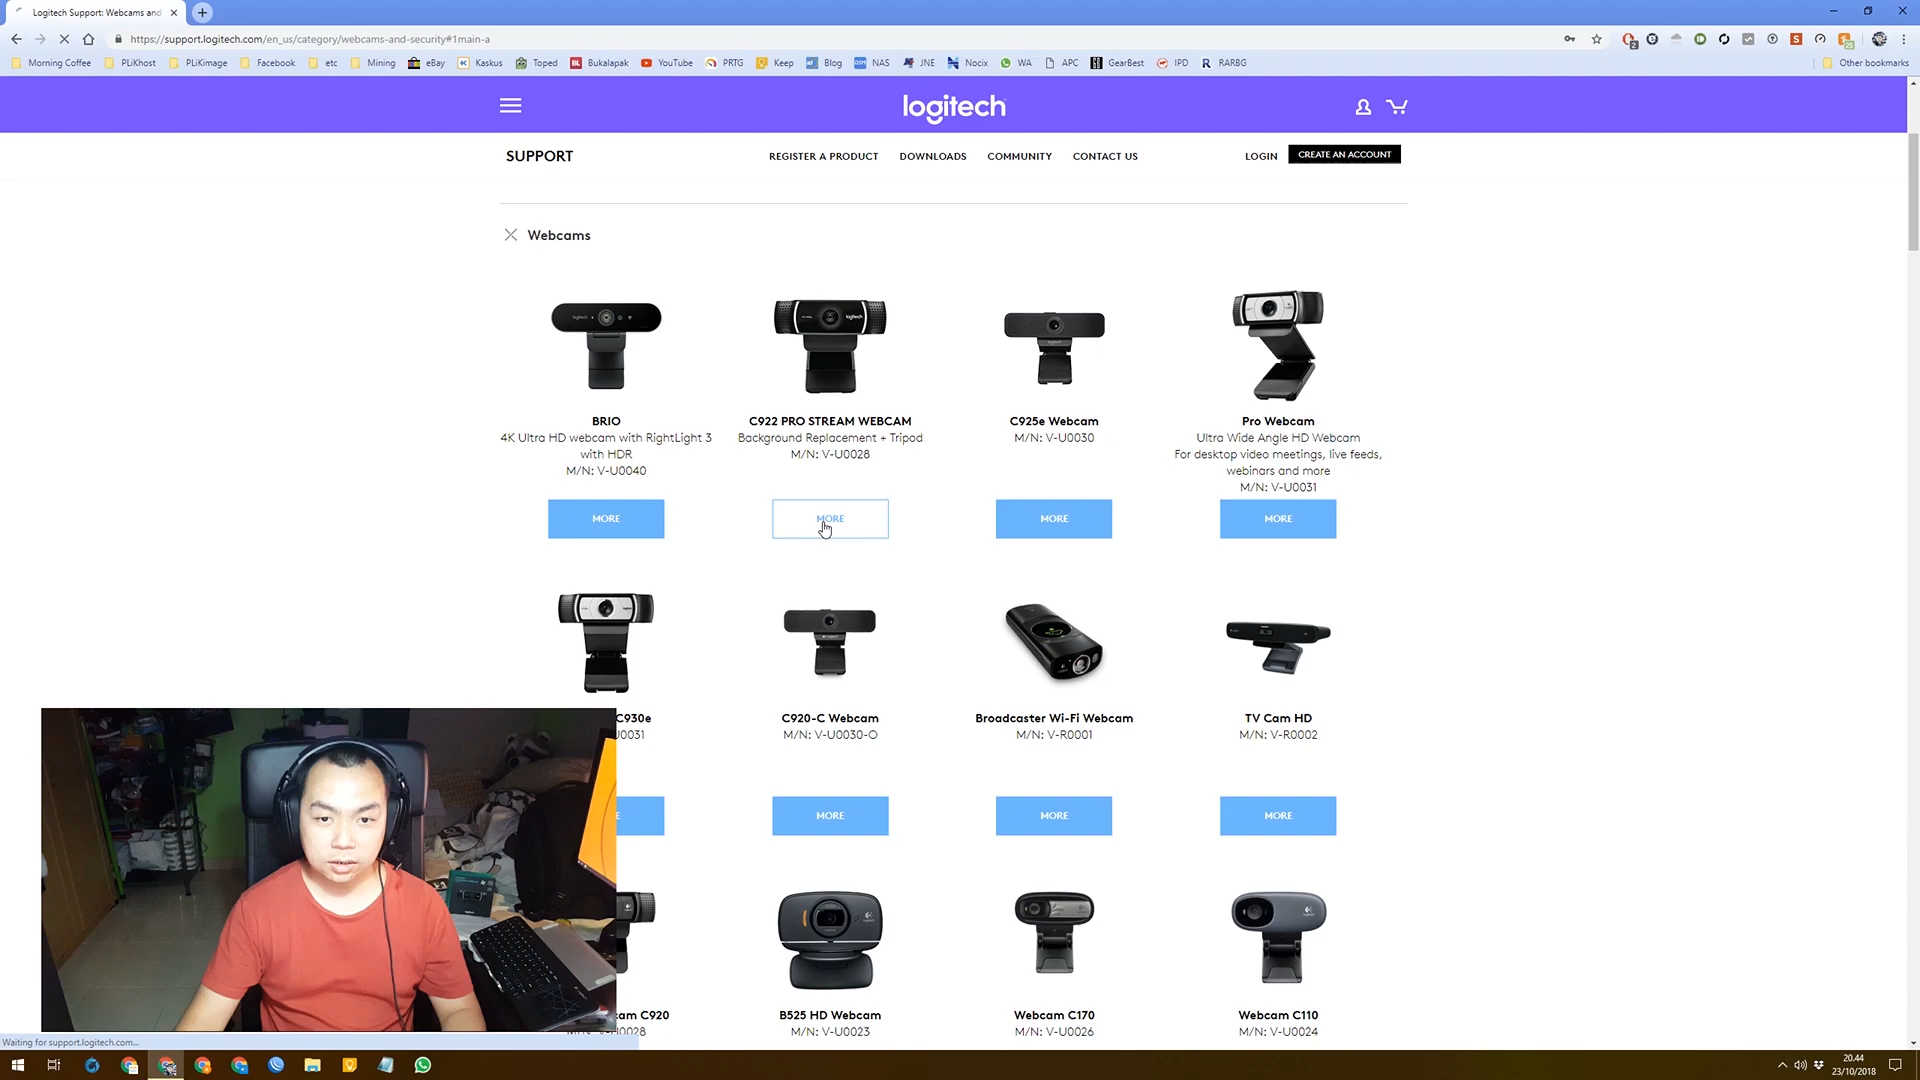 Logitech Support: Webcams and
https://support.logitech.com/en_us/category/webcams-and-security#1main-a
Morning Coffee PLiKhost PLiKimage Facebook etc Mining eBay Kaskus Toped Bukalapak YouTube PRTG Keep Blog NAS JNE Nocix WA APC GearBest IPD RARBG Other bookmarks
logitech
SUPPORT REGISTER A PRODUCT DOWNLOADS COMMUNITY CONTACT US LOGIN CREATE AN ACCOUNT
Webcams
BRIO
4K Ultra HD webcam with RightLight 3
with HDR
M/N: V-U0040
MORE
C922 PRO STREAM WEBCAM
Background Replacement + Tripod
M/N: V-U0028
MORE
C925e Webcam
M/N: V-U0030
MORE
Pro Webcam
Ultra Wide Angle HD Webcam
For desktop video meetings, live feeds,
webinars and more
M/N: V-U0031
MORE
C930e
U0031
E
C920-C Webcam
M/N: V-U0030-O
MORE
Broadcaster Wi-Fi Webcam
M/N: V-R0001
MORE
TV Cam HD
M/N: V-R0002
MORE
cam C920
B525 HD Webcam
M/N: V-U0023
Webcam C170
M/N: V-U0026
Webcam C110
M/N: V-U0024
Waiting for support.logitech.com...
20.44
23/10/2018